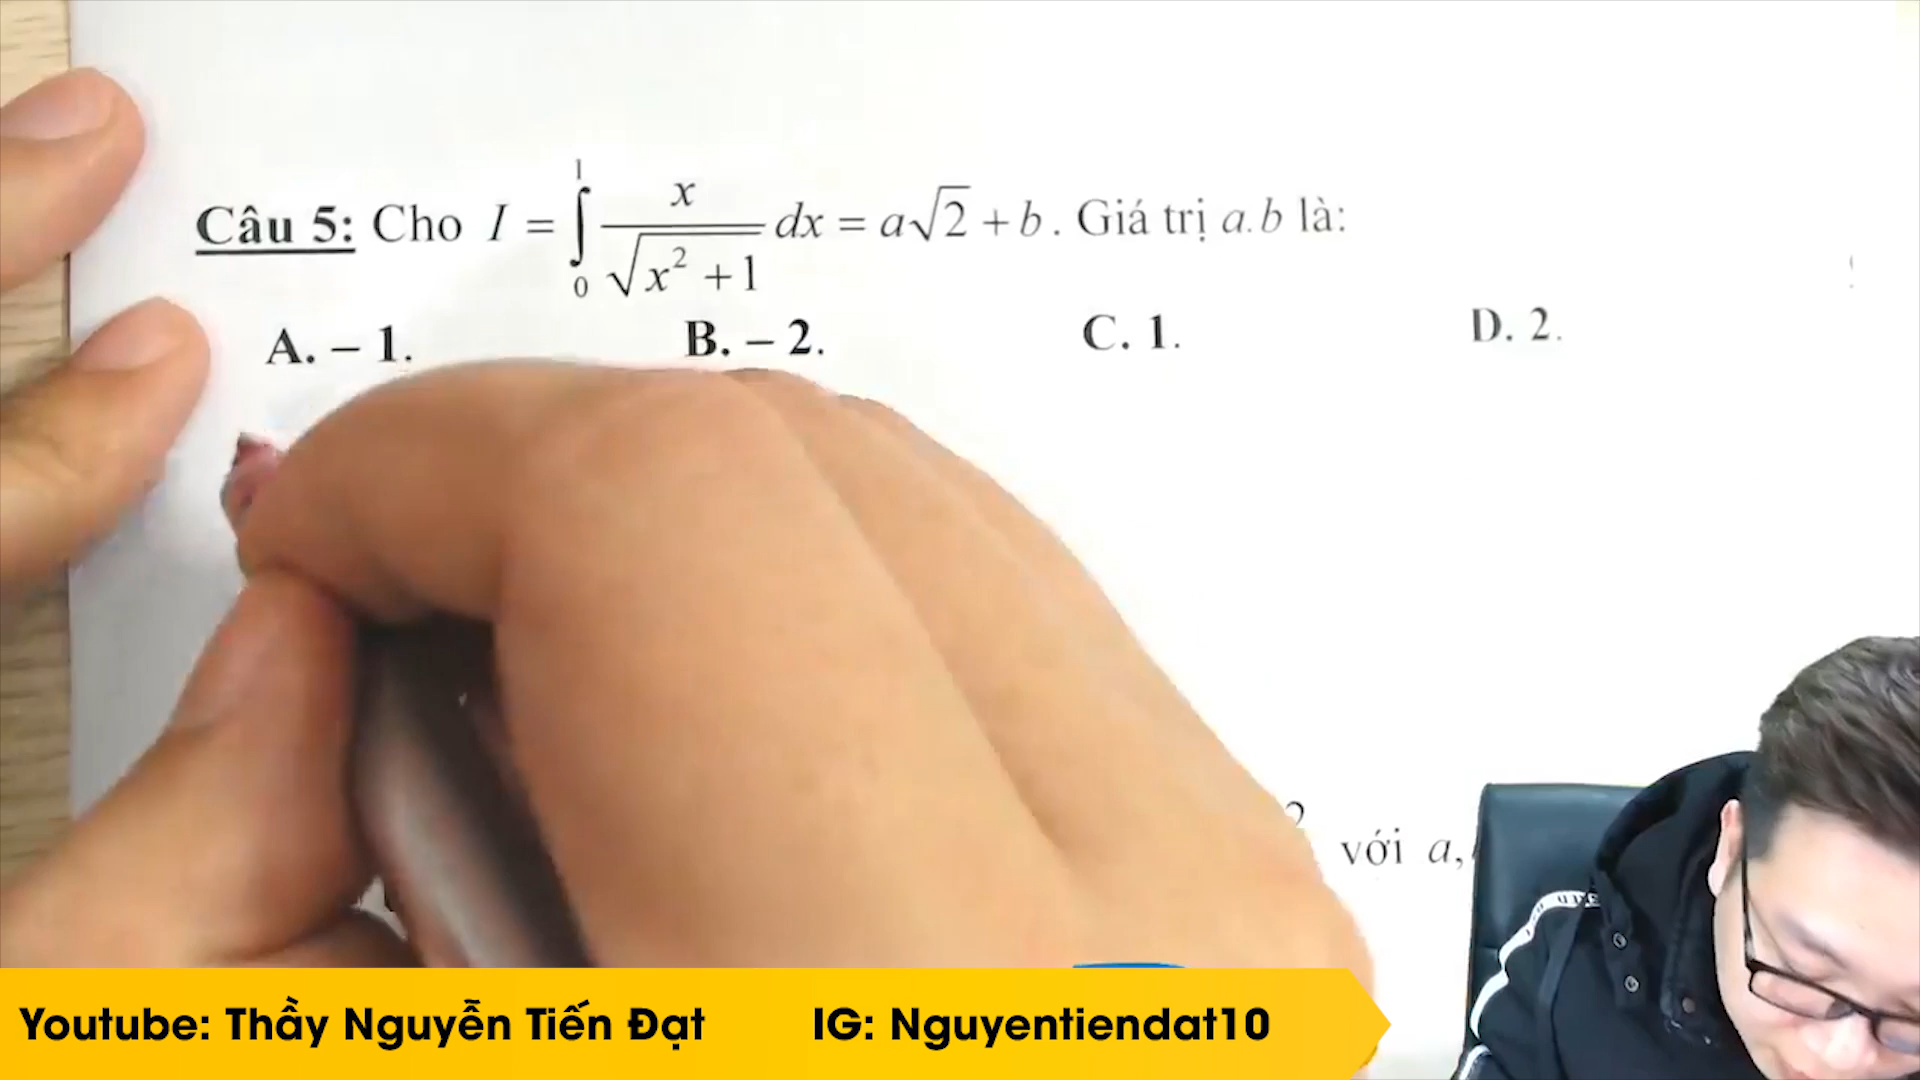 Câu 5: Cho I = ∫₀¹ x/√(x² + 1) dx = a√2 + b. Giá trị a.b là:
A. – 1. B. – 2. C. 1. D. 2.
2
với a,
Youtube: Thầy Nguyễn Tiến Đạt IG: Nguyentiendat10